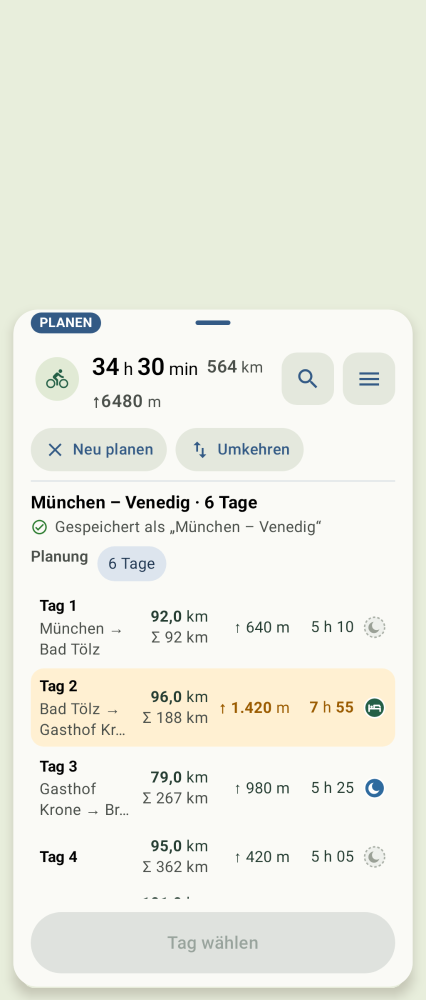 PLANEN
34 h 30 min 564 km
↑6480 m
Neu planen
Umkehren
München – Venedig · 6 Tage
Gespeichert als „München – Venedig“
Planung 6 Tage
Tag 1
München →
Bad Tölz
92,0 km
Σ 92 km
↑ 640 m
5 h 10
Tag 2
Bad Tölz →
Gasthof Kr…
96,0 km
Σ 188 km
↑ 1.420 m
7 h 55
Tag 3
Gasthof
Krone → Br…
79,0 km
Σ 267 km
↑ 980 m
5 h 25
Tag 4
95,0 km
Σ 362 km
↑ 420 m
5 h 05
Tag wählen